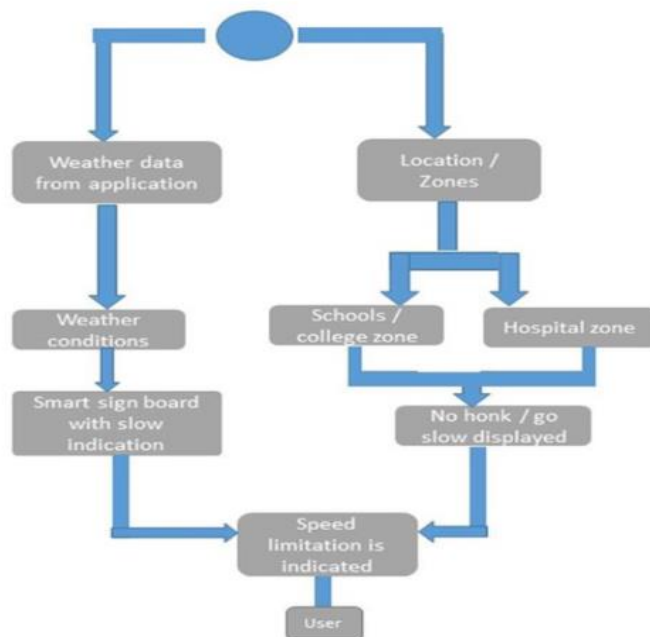 Weather data
from application
Location /
Zones
Weather
conditions
Schools /
college zone
Hospital zone
Smart sign board
with slow
indication
No honk / go
slow displayed
Speed
limitation is
indicated
User